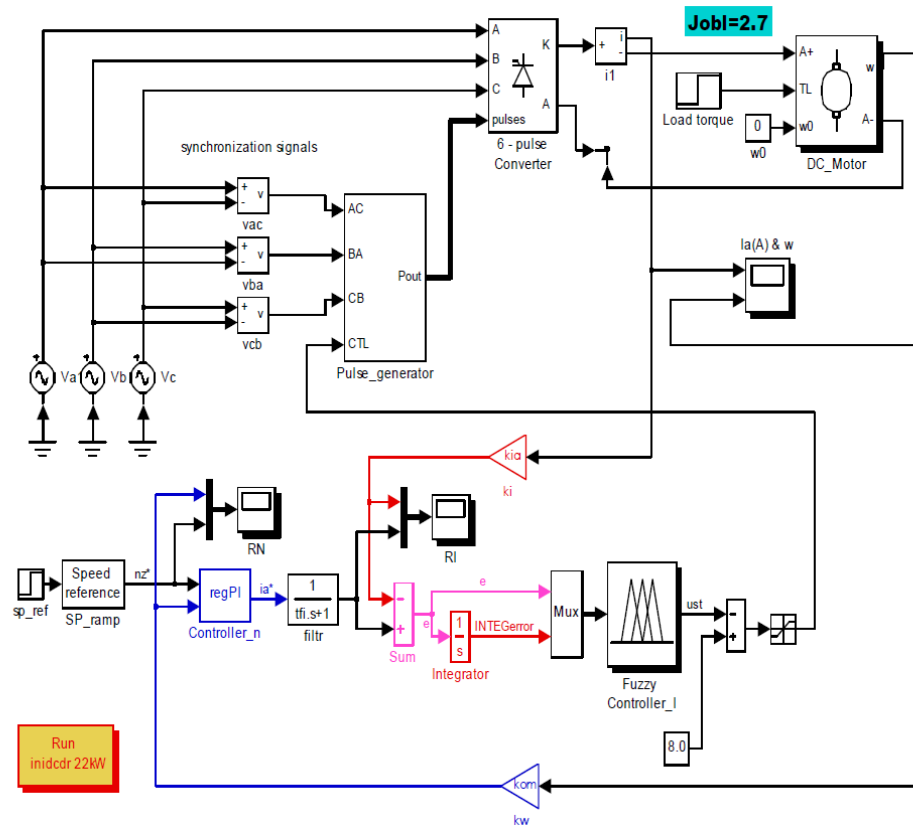 JobI=2.7
A
B
C
pulses
K
A
6 - pulse
Converter
+
i
-
i1
Load torque
0
w0
A+
TL
w0
w
A-
DC_Motor
synchronization signals
+
-
v
vac
+
-
v
vba
+
-
v
vcb
AC
BA
CB
CTL
Pout
Pulse_generator
Ia(A) & w
+
Va
+
Vb
+
Vc
kia
ki
RN
RI
sp_ref
Speed
reference
SP_ramp
nz*
regPI
Controller_n
ia*
1
tfi.s+1
filtr
-
+
Sum
e
e
1
s
Integrator
INTEGerror
Mux
Fuzzy
Controller_I
ust
-
+
8.0
Run
inidcdr 22kW
kom
kw